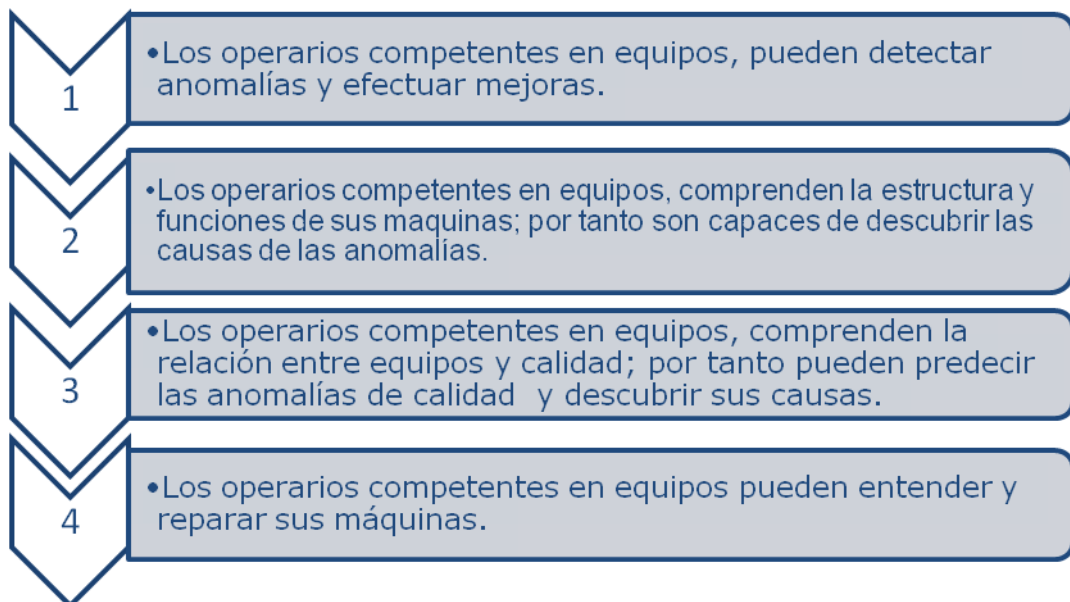 1
•Los operarios competentes en equipos, pueden detectar
anomalías y efectuar mejoras.
2
•Los operarios competentes en equipos, comprenden la estructura y
funciones de sus maquinas; por tanto son capaces de descubrir las
causas de las anomalías.
3
•Los operarios competentes en equipos, comprenden la
relación entre equipos y calidad; por tanto pueden predecir
las anomalías de calidad  y descubrir sus causas.
4
•Los operarios competentes en equipos pueden entender y
reparar sus máquinas.